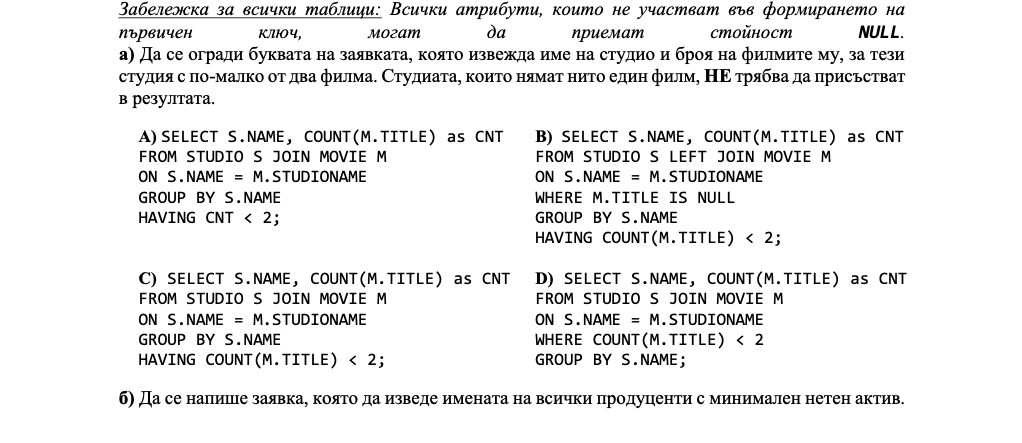 Забележка за всички таблици: Всички атрибути, които не участват във формирането на
първичен ключ, могат да приемат стойност NULL.
а) Да се огради буквата на заявката, която извежда име на студио и броя на филмите му, за тези
студия с по-малко от два филма. Студиата, които нямат нито един филм, НЕ трябва да присъстват
в резултата.
A) SELECT S.NAME, COUNT(M.TITLE) as CNT
FROM STUDIO S JOIN MOVIE M
ON S.NAME = M.STUDIONAME
GROUP BY S.NAME
HAVING CNT < 2;
B) SELECT S.NAME, COUNT(M.TITLE) as CNT
FROM STUDIO S LEFT JOIN MOVIE M
ON S.NAME = M.STUDIONAME
WHERE M.TITLE IS NULL
GROUP BY S.NAME
HAVING COUNT(M.TITLE) < 2;
C) SELECT S.NAME, COUNT(M.TITLE) as CNT
FROM STUDIO S JOIN MOVIE M
ON S.NAME = M.STUDIONAME
GROUP BY S.NAME
HAVING COUNT(M.TITLE) < 2;
D) SELECT S.NAME, COUNT(M.TITLE) as CNT
FROM STUDIO S JOIN MOVIE M
ON S.NAME = M.STUDIONAME
WHERE COUNT(M.TITLE) < 2
GROUP BY S.NAME;
б) Да се напише заявка, която да изведе имената на всички продуценти с минимален нетен актив.